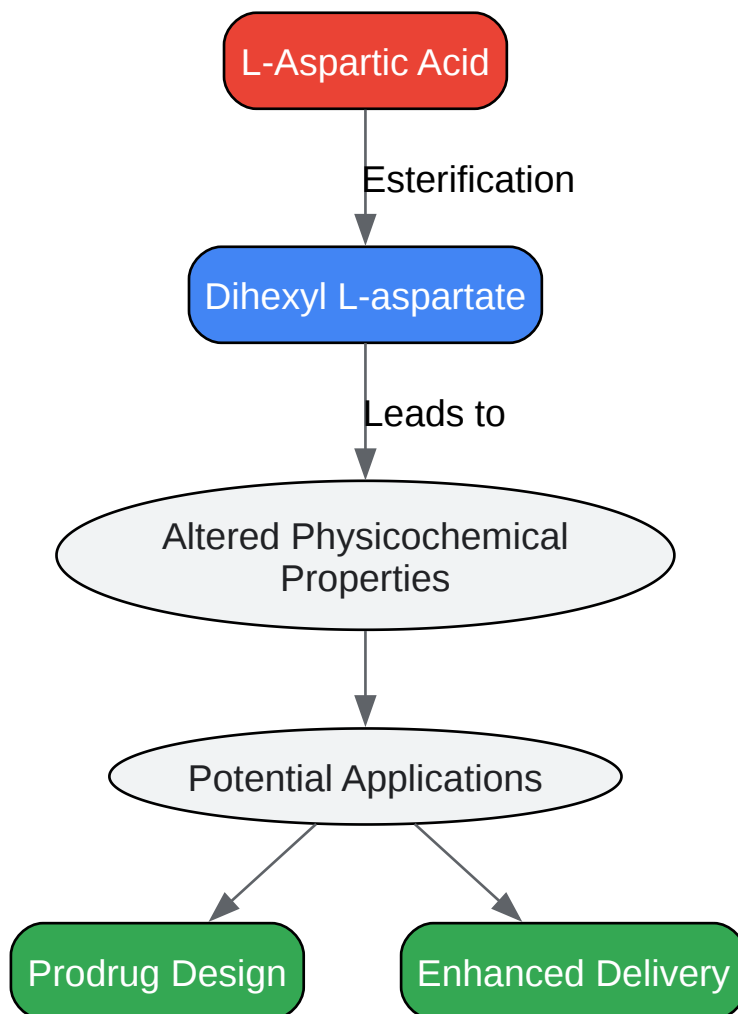 L-Aspartic Acid
Esterification
Dihexyl L-aspartate
Leads to
Altered Physicochemical
Properties
Potential Applications
Prodrug Design
Enhanced Delivery